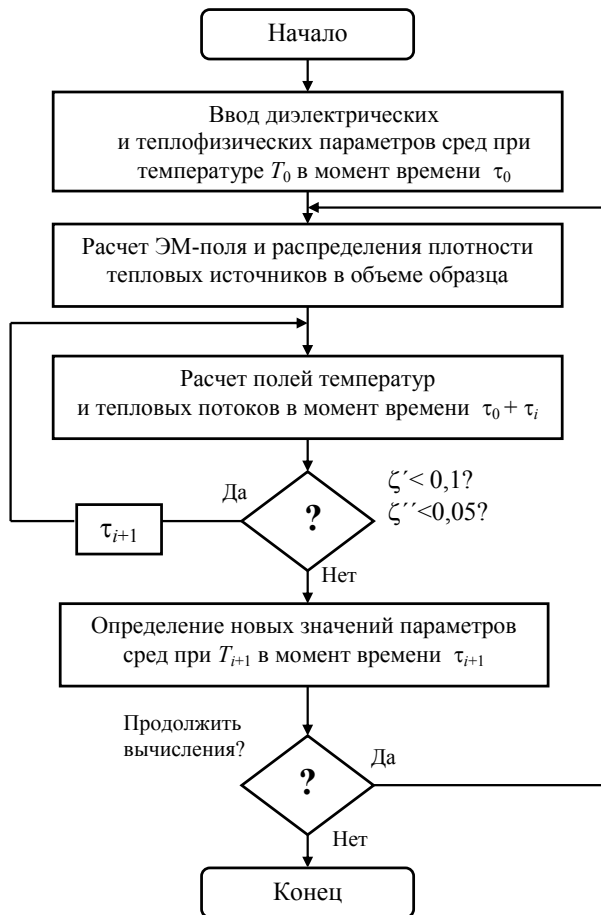 Начало
Ввод диэлектрических
и теплофизических параметров сред при
температуре T₀ в момент времени τ₀
Расчет ЭМ-поля и распределения плотности
тепловых источников в объеме образца
Расчет полей температур
и тепловых потоков в момент времени τ₀ + τᵢ
Да
ζ′< 0,1?
ζ′′<0,05?
?
τᵢ₊₁
Нет
Определение новых значений параметров
сред при Tᵢ₊₁ в момент времени τᵢ₊₁
Продолжить
вычисления?
?
Да
Нет
Конец